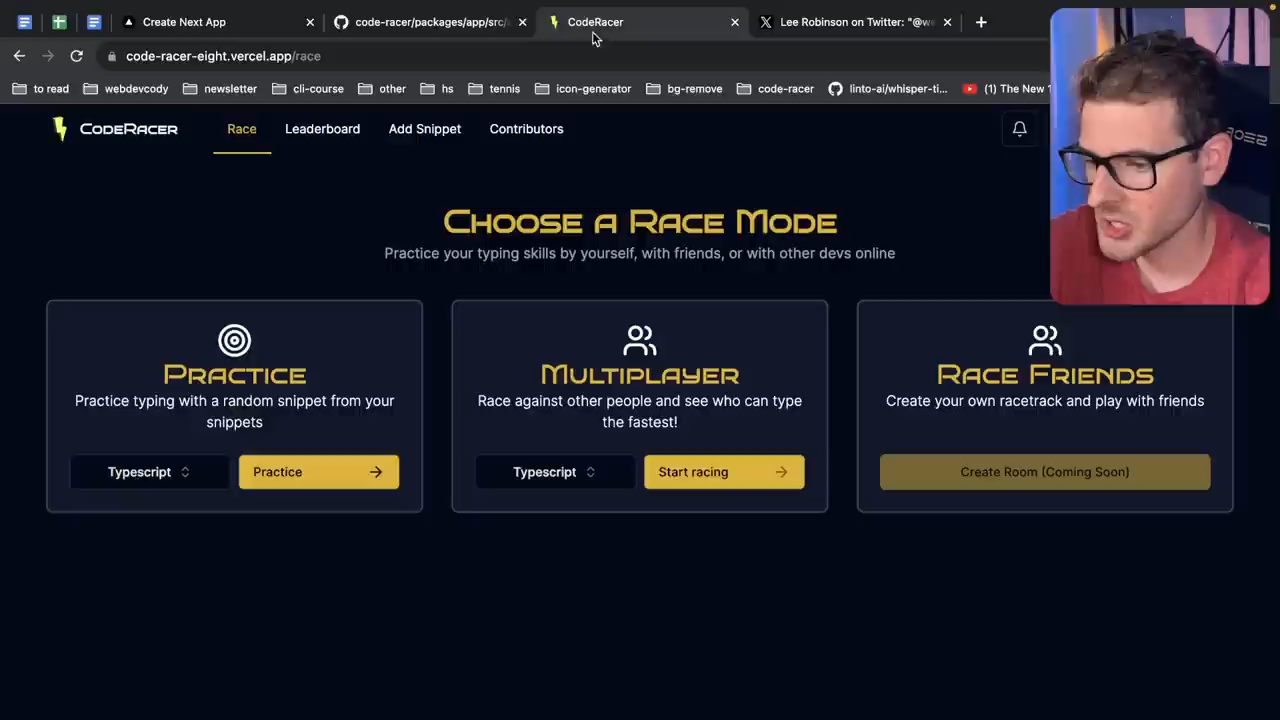 Create Next App
code-racer/packages/app/src/
CodeRacer
Lee Robinson on Twitter: "@w
code-racer-eight.vercel.app/race
to read
webdevcody
newsletter
cli-course
other
hs
tennis
icon-generator
bg-remove
code-racer
linto-ai/whisper-ti...
(1) The New 1
CodeRacer
Race
Leaderboard
Add Snippet
Contributors
Choose a Race Mode
Practice your typing skills by yourself, with friends, or with other devs online
Practice
Practice typing with a random snippet from your
snippets
Typescript
Practice
Multiplayer
Race against other people and see who can type
the fastest!
Typescript
Start racing
Race Friends
Create your own racetrack and play with friends
Create Room (Coming Soon)